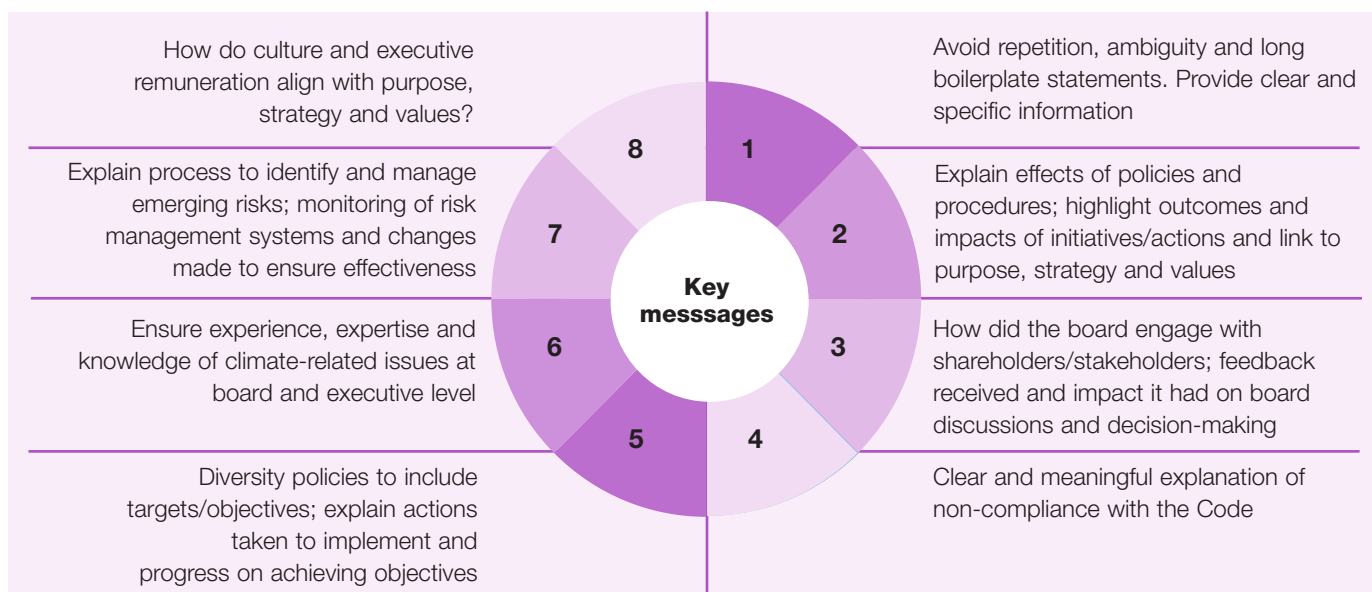 Key
messsages
1
Avoid repetition, ambiguity and long
boilerplate statements. Provide clear and
specific information
2
Explain effects of policies and
procedures; highlight outcomes and
impacts of initiatives/actions and link to
purpose, strategy and values
3
How did the board engage with
shareholders/stakeholders; feedback
received and impact it had on board
discussions and decision-making
4
Clear and meaningful explanation of
non-compliance with the Code
5
Diversity policies to include
targets/objectives; explain actions
taken to implement and
progress on achieving objectives
6
Ensure experience, expertise and
knowledge of climate-related issues at
board and executive level
7
Explain process to identify and manage
emerging risks; monitoring of risk
management systems and changes
made to ensure effectiveness
8
How do culture and executive
remuneration align with purpose,
strategy and values?